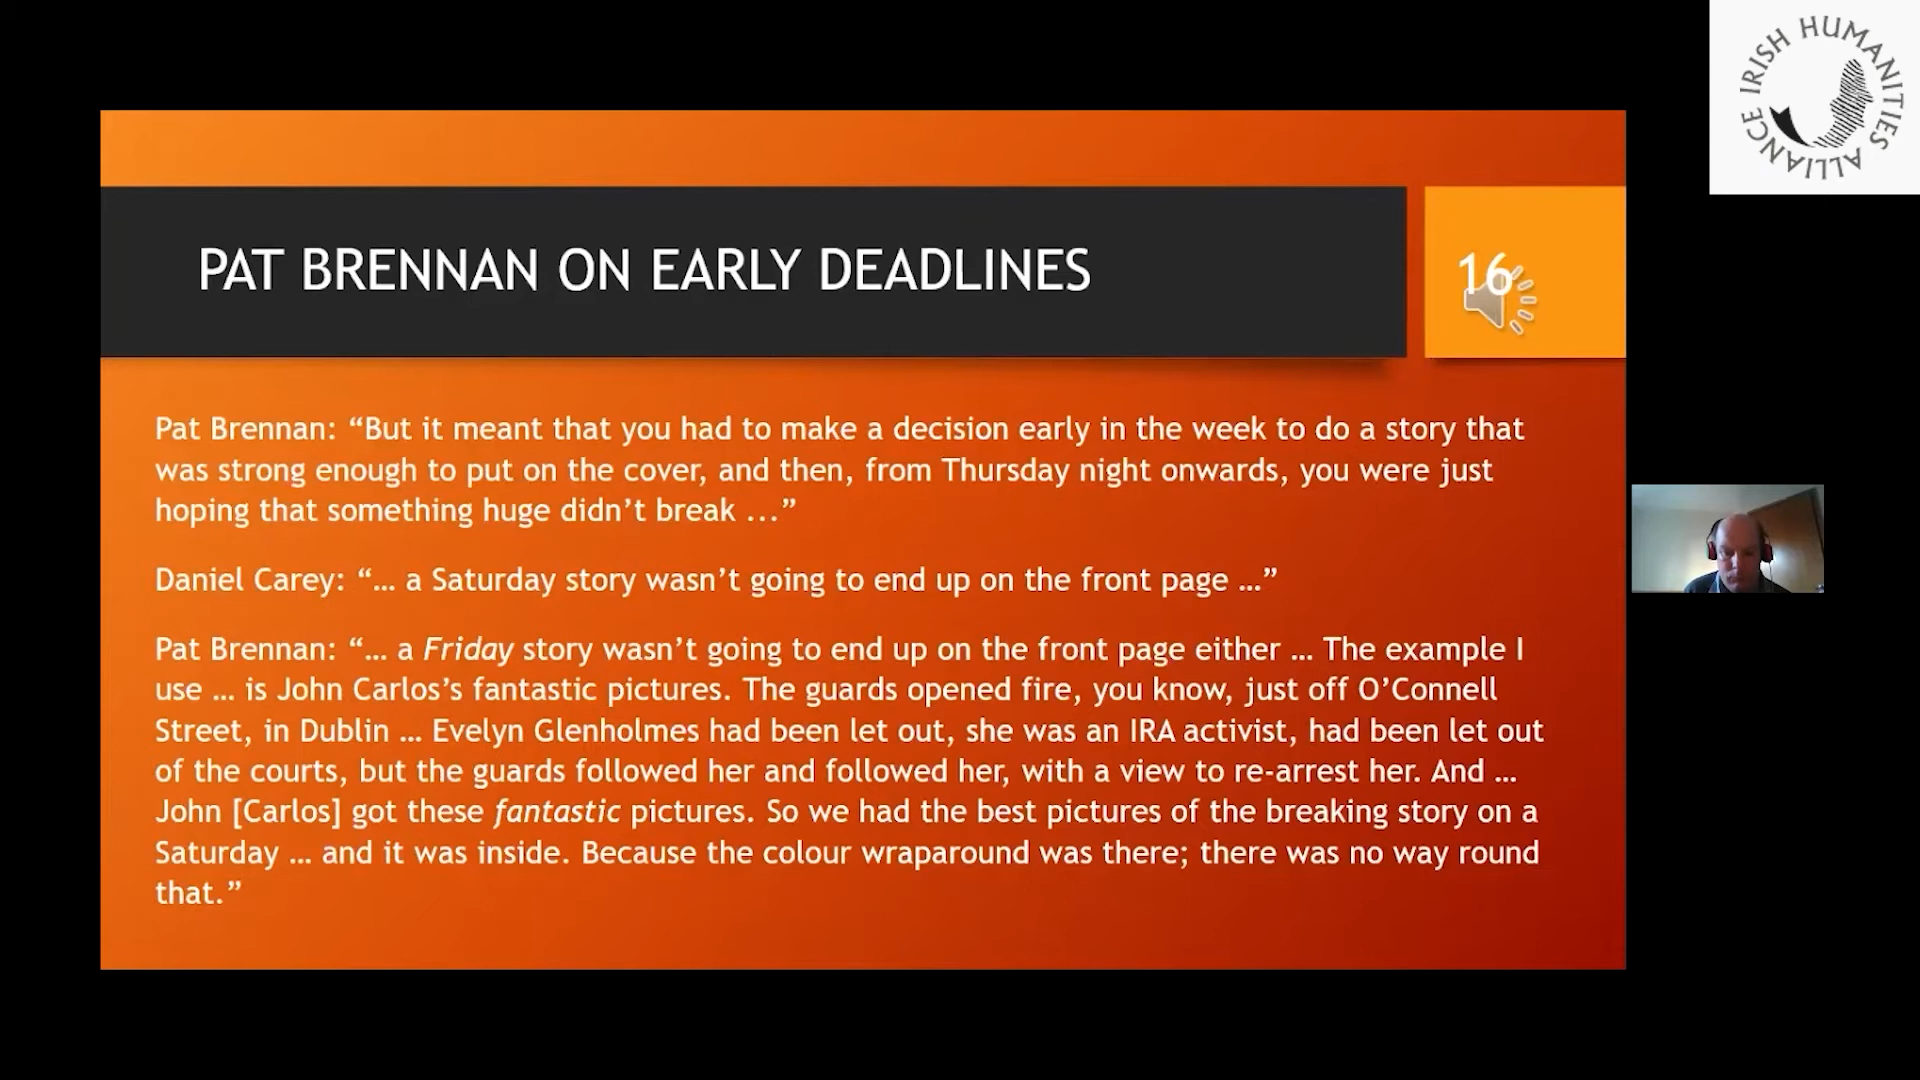 IRISH HUMANITIES ALLIANCE
PAT BRENNAN ON EARLY DEADLINES
16
Pat Brennan: “But it meant that you had to make a decision early in the week to do a story that
was strong enough to put on the cover, and then, from Thursday night onwards, you were just
hoping that something huge didn’t break ...”
Daniel Carey: “… a Saturday story wasn’t going to end up on the front page …”
Pat Brennan: “… a Friday story wasn’t going to end up on the front page either … The example I
use … is John Carlos’s fantastic pictures. The guards opened fire, you know, just off O’Connell
Street, in Dublin … Evelyn Glenholmes had been let out, she was an IRA activist, had been let out
of the courts, but the guards followed her and followed her, with a view to re-arrest her. And …
John [Carlos] got these fantastic pictures. So we had the best pictures of the breaking story on a
Saturday … and it was inside. Because the colour wraparound was there; there was no way round
that.”